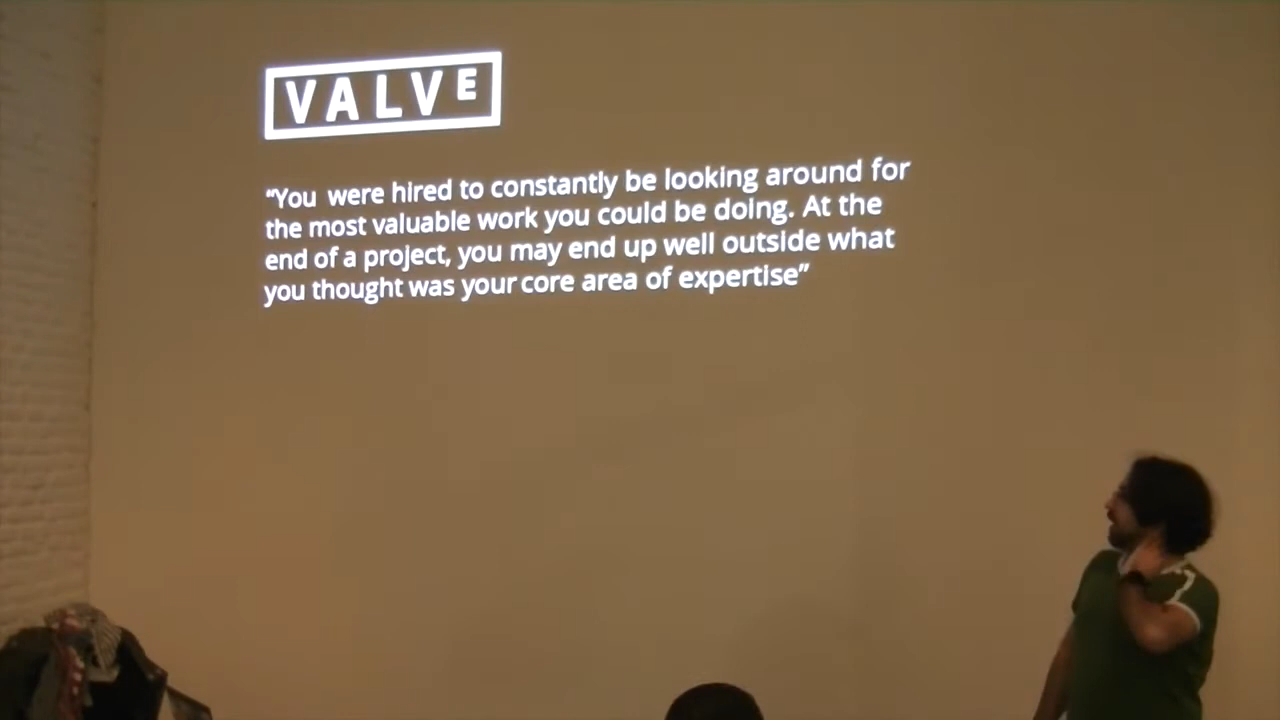 VALVE
“You were hired to constantly be looking around for
the most valuable work you could be doing. At the
end of a project, you may end up well outside what
you thought was your core area of expertise”